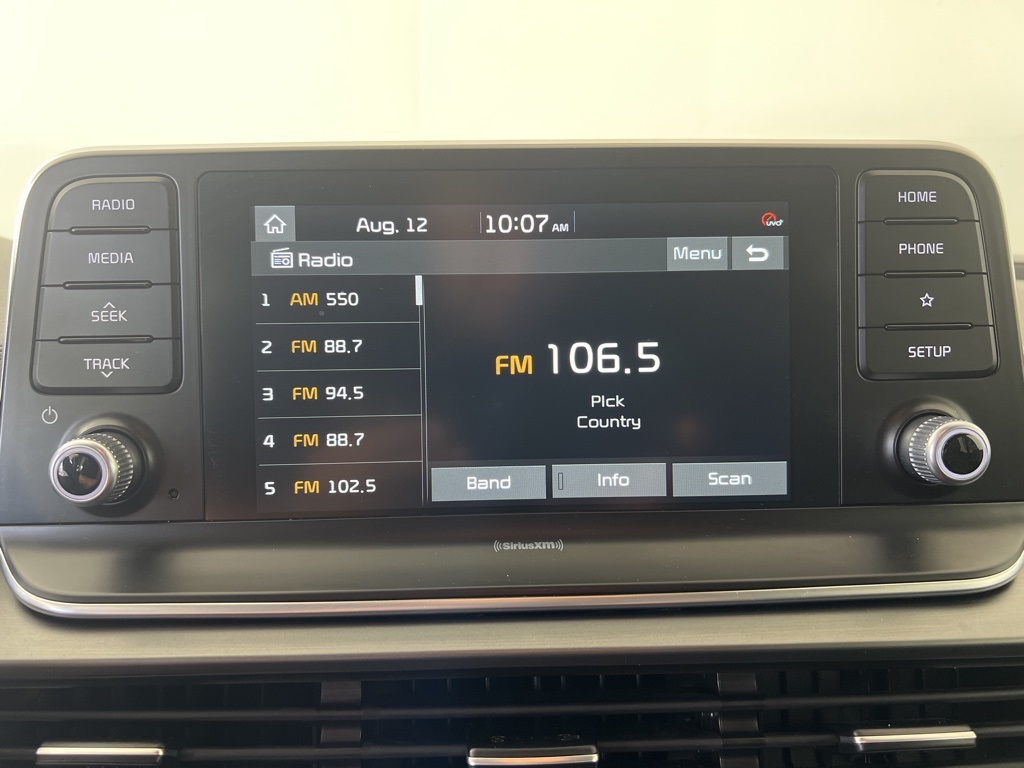 RADIO
MEDIA
SEEK
TRACK
Aug. 12 10:07 AM UVO
Radio Menu
1 AM 550
2 FM 88.7
3 FM 94.5
4 FM 88.7
5 FM 102.5
FM 106.5
PIck
Country
Band Info Scan
HOME
PHONE
SETUP
SiriusXM